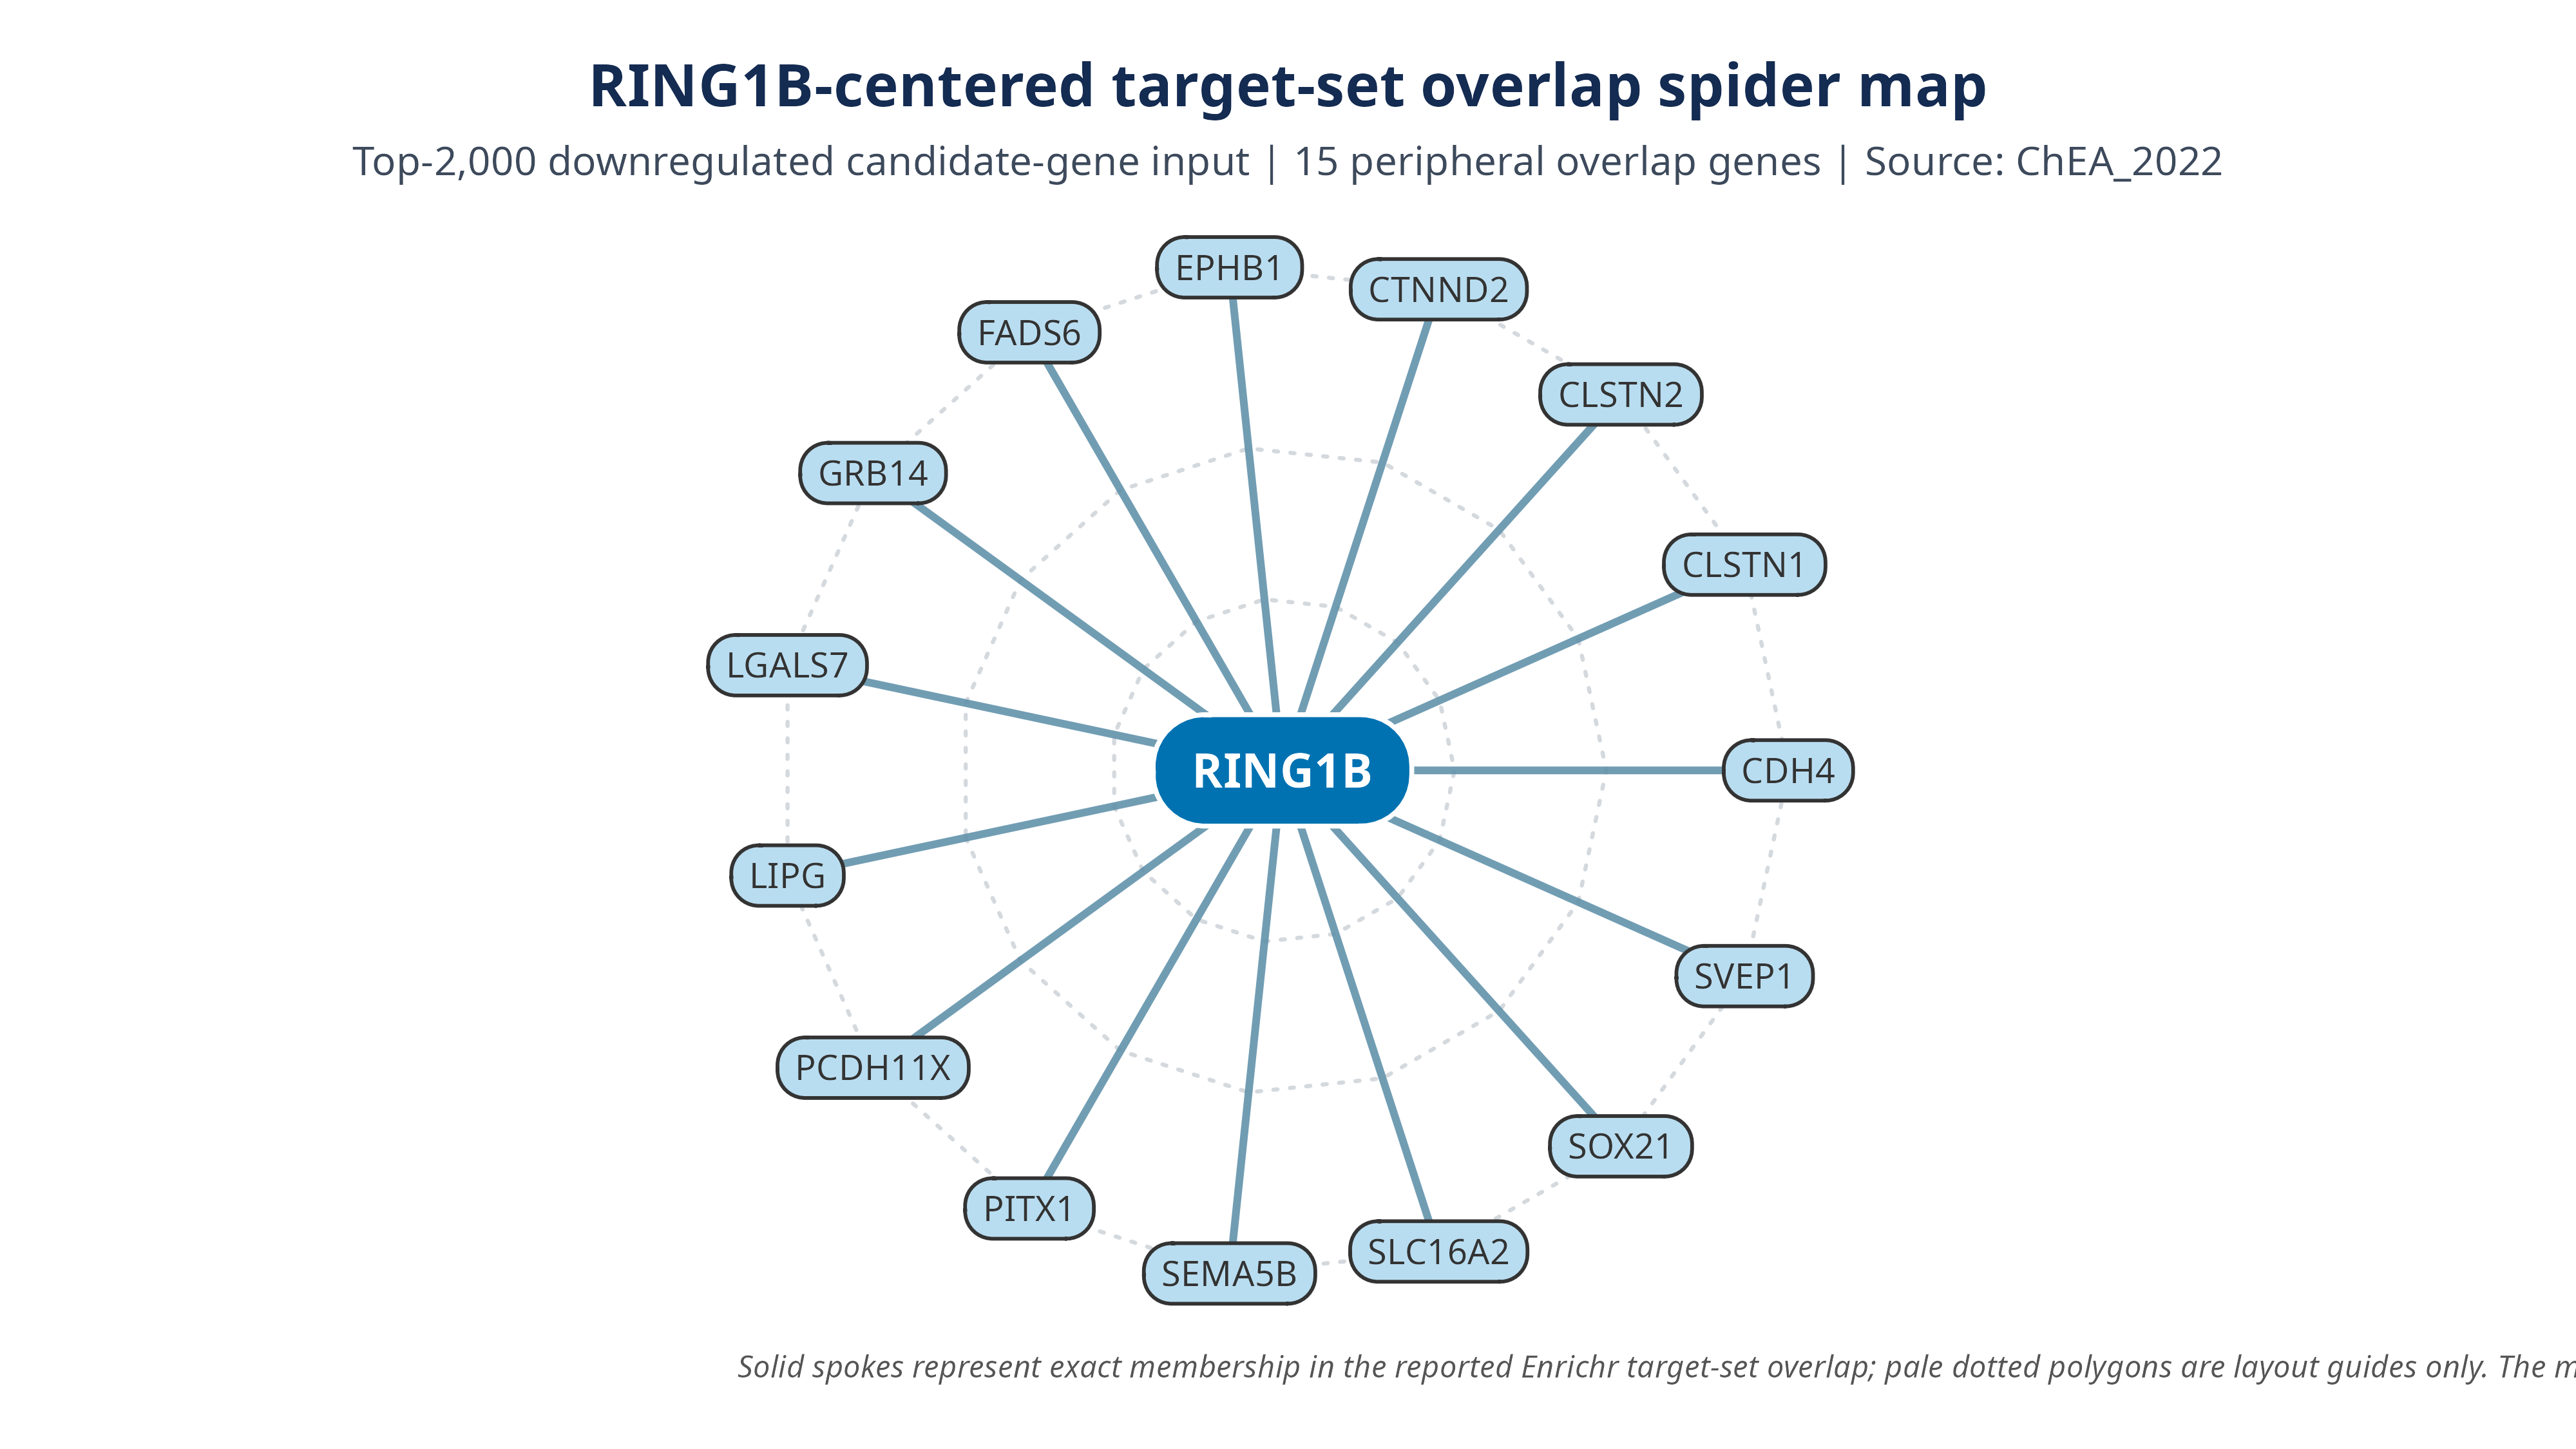 RING1B-centered target-set overlap spider map
Top-2,000 downregulated candidate-gene input | 15 peripheral overlap genes | Source: ChEA_2022
EPHB1
CTNND2
FADS6
CLSTN2
GRB14
CLSTN1
LGALS7
RING1B
CDH4
LIPG
SVEP1
PCDH11X
SOX21
PITX1
SLC16A2
SEMA5B
Solid spokes represent exact membership in the reported Enrichr target-set overlap; pale dotted polygons are layout guides only. The